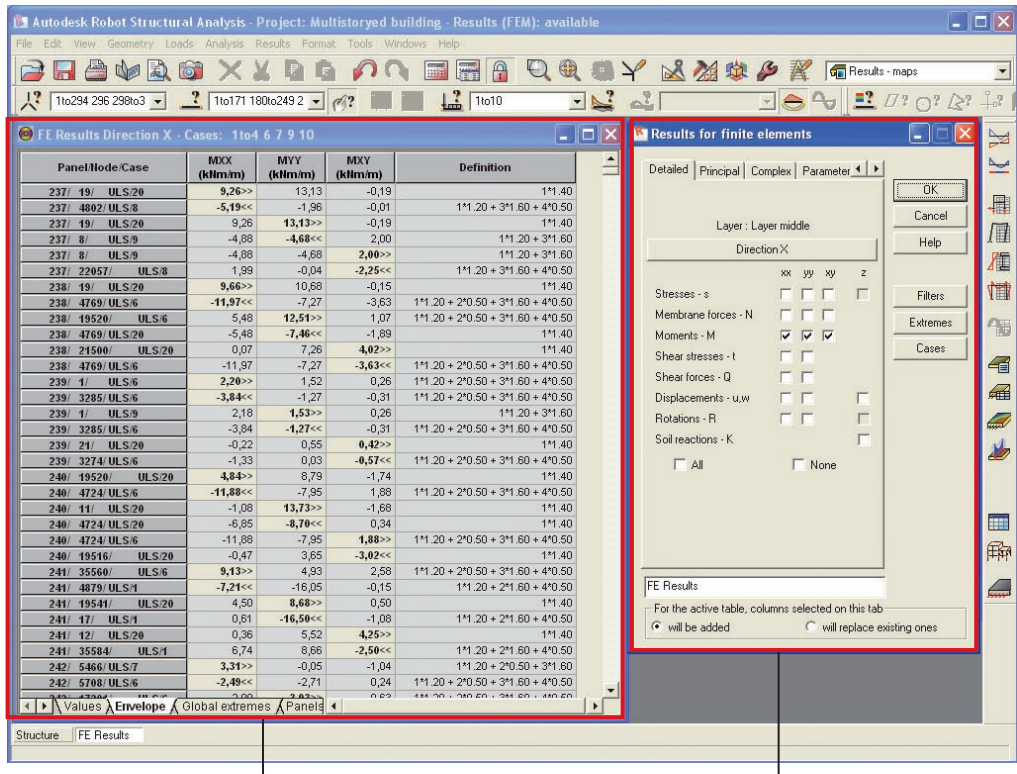 Autodesk Robot Structural Analysis - Project: Multistoryed building - Results (FEM): available
File Edit View Geometry Loads Analysis Results Format Tools Windows Help
Results - maps
1to294 296 298to3 1to171 180to249 2 1to10
FE Results Direction X - Cases: 1to4 6 7 9 10
Panel/Node/Case MXX (kNm/m) MYY (kNm/m) MXY (kNm/m) Definition
237/ 19/ ULS/20 9,26>> 13,13 -0,19 1*1.40
237/ 4802/ ULS/8 -5,19<< -1,96 -0,01 1*1.20 + 3*1.60 + 4*0.50
237/ 19/ ULS/20 9,26 13,13>> -0,19 1*1.40
237/ 8/ ULS/9 -4,88 -4,68<< 2,00 1*1.20 + 3*1.60
237/ 8/ ULS/9 -4,88 -4,68 2,00>> 1*1.20 + 3*1.60
237/ 22057/ ULS/8 1,99 -0,04 -2,25<< 1*1.20 + 3*1.60 + 4*0.50
238/ 19/ ULS/20 9,66>> 10,68 -0,15 1*1.40
238/ 4769/ ULS/6 -11,97<< -7,27 -3,63 1*1.20 + 2*0.50 + 3*1.60 + 4*0.50
238/ 19520/ ULS/6 5,48 12,51>> 1,07 1*1.20 + 2*0.50 + 3*1.60 + 4*0.50
238/ 4769/ ULS/20 -5,48 -7,46<< -1,89 1*1.40
238/ 21500/ ULS/20 0,07 7,26 4,02>> 1*1.40
238/ 4769/ ULS/6 -11,97 -7,27 -3,63<< 1*1.20 + 2*0.50 + 3*1.60 + 4*0.50
239/ 1/ ULS/6 2,20>> 1,52 0,26 1*1.20 + 2*0.50 + 3*1.60 + 4*0.50
239/ 3285/ ULS/6 -3,84<< -1,27 -0,31 1*1.20 + 2*0.50 + 3*1.60 + 4*0.50
239/ 1/ ULS/9 2,18 1,53>> 0,26 1*1.20 + 3*1.60
239/ 3285/ ULS/6 -3,84 -1,27<< -0,31 1*1.20 + 2*0.50 + 3*1.60 + 4*0.50
239/ 21/ ULS/20 -0,22 0,55 0,42>> 1*1.40
239/ 3274/ ULS/6 -1,33 0,03 -0,57<< 1*1.20 + 2*0.50 + 3*1.60 + 4*0.50
240/ 19520/ ULS/20 4,84>> 8,79 -1,74 1*1.40
240/ 4724/ ULS/6 -11,88<< -7,95 1,88 1*1.20 + 2*0.50 + 3*1.60 + 4*0.50
240/ 11/ ULS/20 -1,08 13,73>> -1,68 1*1.40
240/ 4724/ ULS/20 -6,85 -8,70<< 0,34 1*1.40
240/ 4724/ ULS/6 -11,88 -7,95 1,88>> 1*1.20 + 2*0.50 + 3*1.60 + 4*0.50
240/ 19516/ ULS/20 -0,47 3,65 -3,02<< 1*1.40
241/ 35560/ ULS/6 9,13>> 4,93 2,58 1*1.20 + 2*0.50 + 3*1.60 + 4*0.50
241/ 4879/ ULS/1 -7,21<< -16,05 -0,15 1*1.20 + 2*1.60 + 4*0.50
241/ 19541/ ULS/20 4,50 8,68>> 0,50 1*1.40
241/ 17/ ULS/1 0,61 -16,50<< -1,08 1*1.20 + 2*1.60 + 4*0.50
241/ 12/ ULS/20 0,36 5,52 4,25>> 1*1.40
241/ 35584/ ULS/1 6,74 8,66 -2,50<< 1*1.20 + 2*1.60 + 4*0.50
242/ 5466/ ULS/7 3,31>> -0,05 -1,04 1*1.20 + 2*0.50 + 3*1.60
242/ 5708/ ULS/6 -2,49<< -2,71 0,24 1*1.20 + 2*0.50 + 3*1.60 + 4*0.50
Values Envelope Global extremes Panels
Structure FE Results
Results for finite elements
Detailed Principal Complex Parameter
OK
Cancel
Help
Filters
Extremes
Cases
Layer : Layer middle
Direction X
xx yy xy z
Stresses - s
Membrane forces - N
Moments - M
Shear stresses - t
Shear forces - Q
Displacements - u,w
Rotations - R
Soil reactions - K
All None
FE Results
For the active table, columns selected on this tab
will be added will replace existing ones